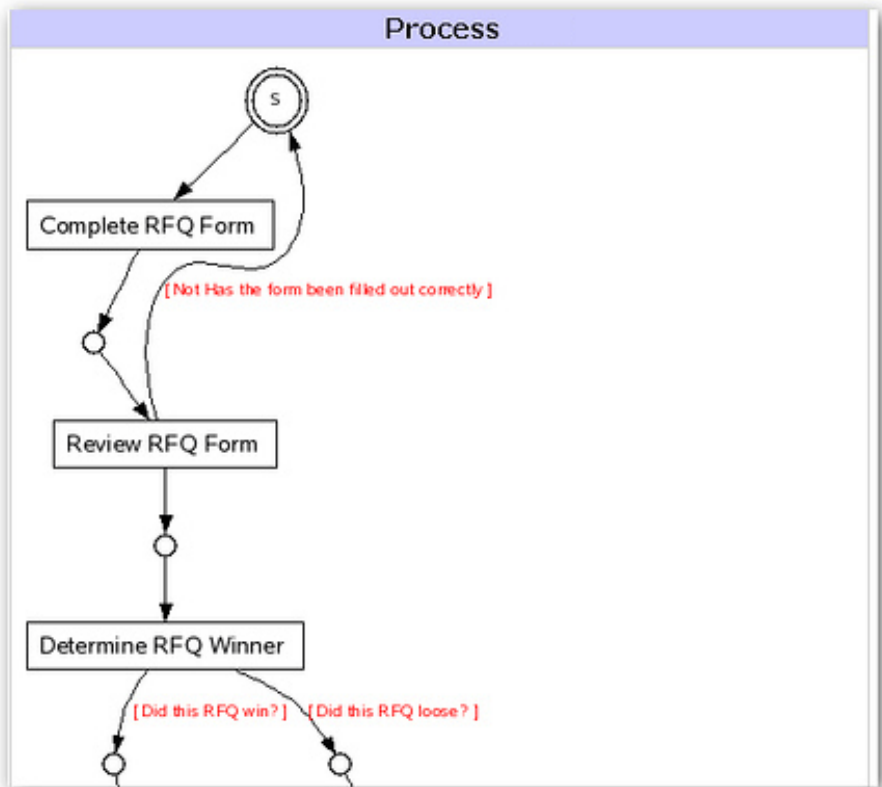 Process
S
Complete RFQ Form
[ Not Has the form been filled out correctly ]
Review RFQ Form
Determine RFQ Winner
[ Did this RFQ win? ] [ Did this RFQ loose? ]